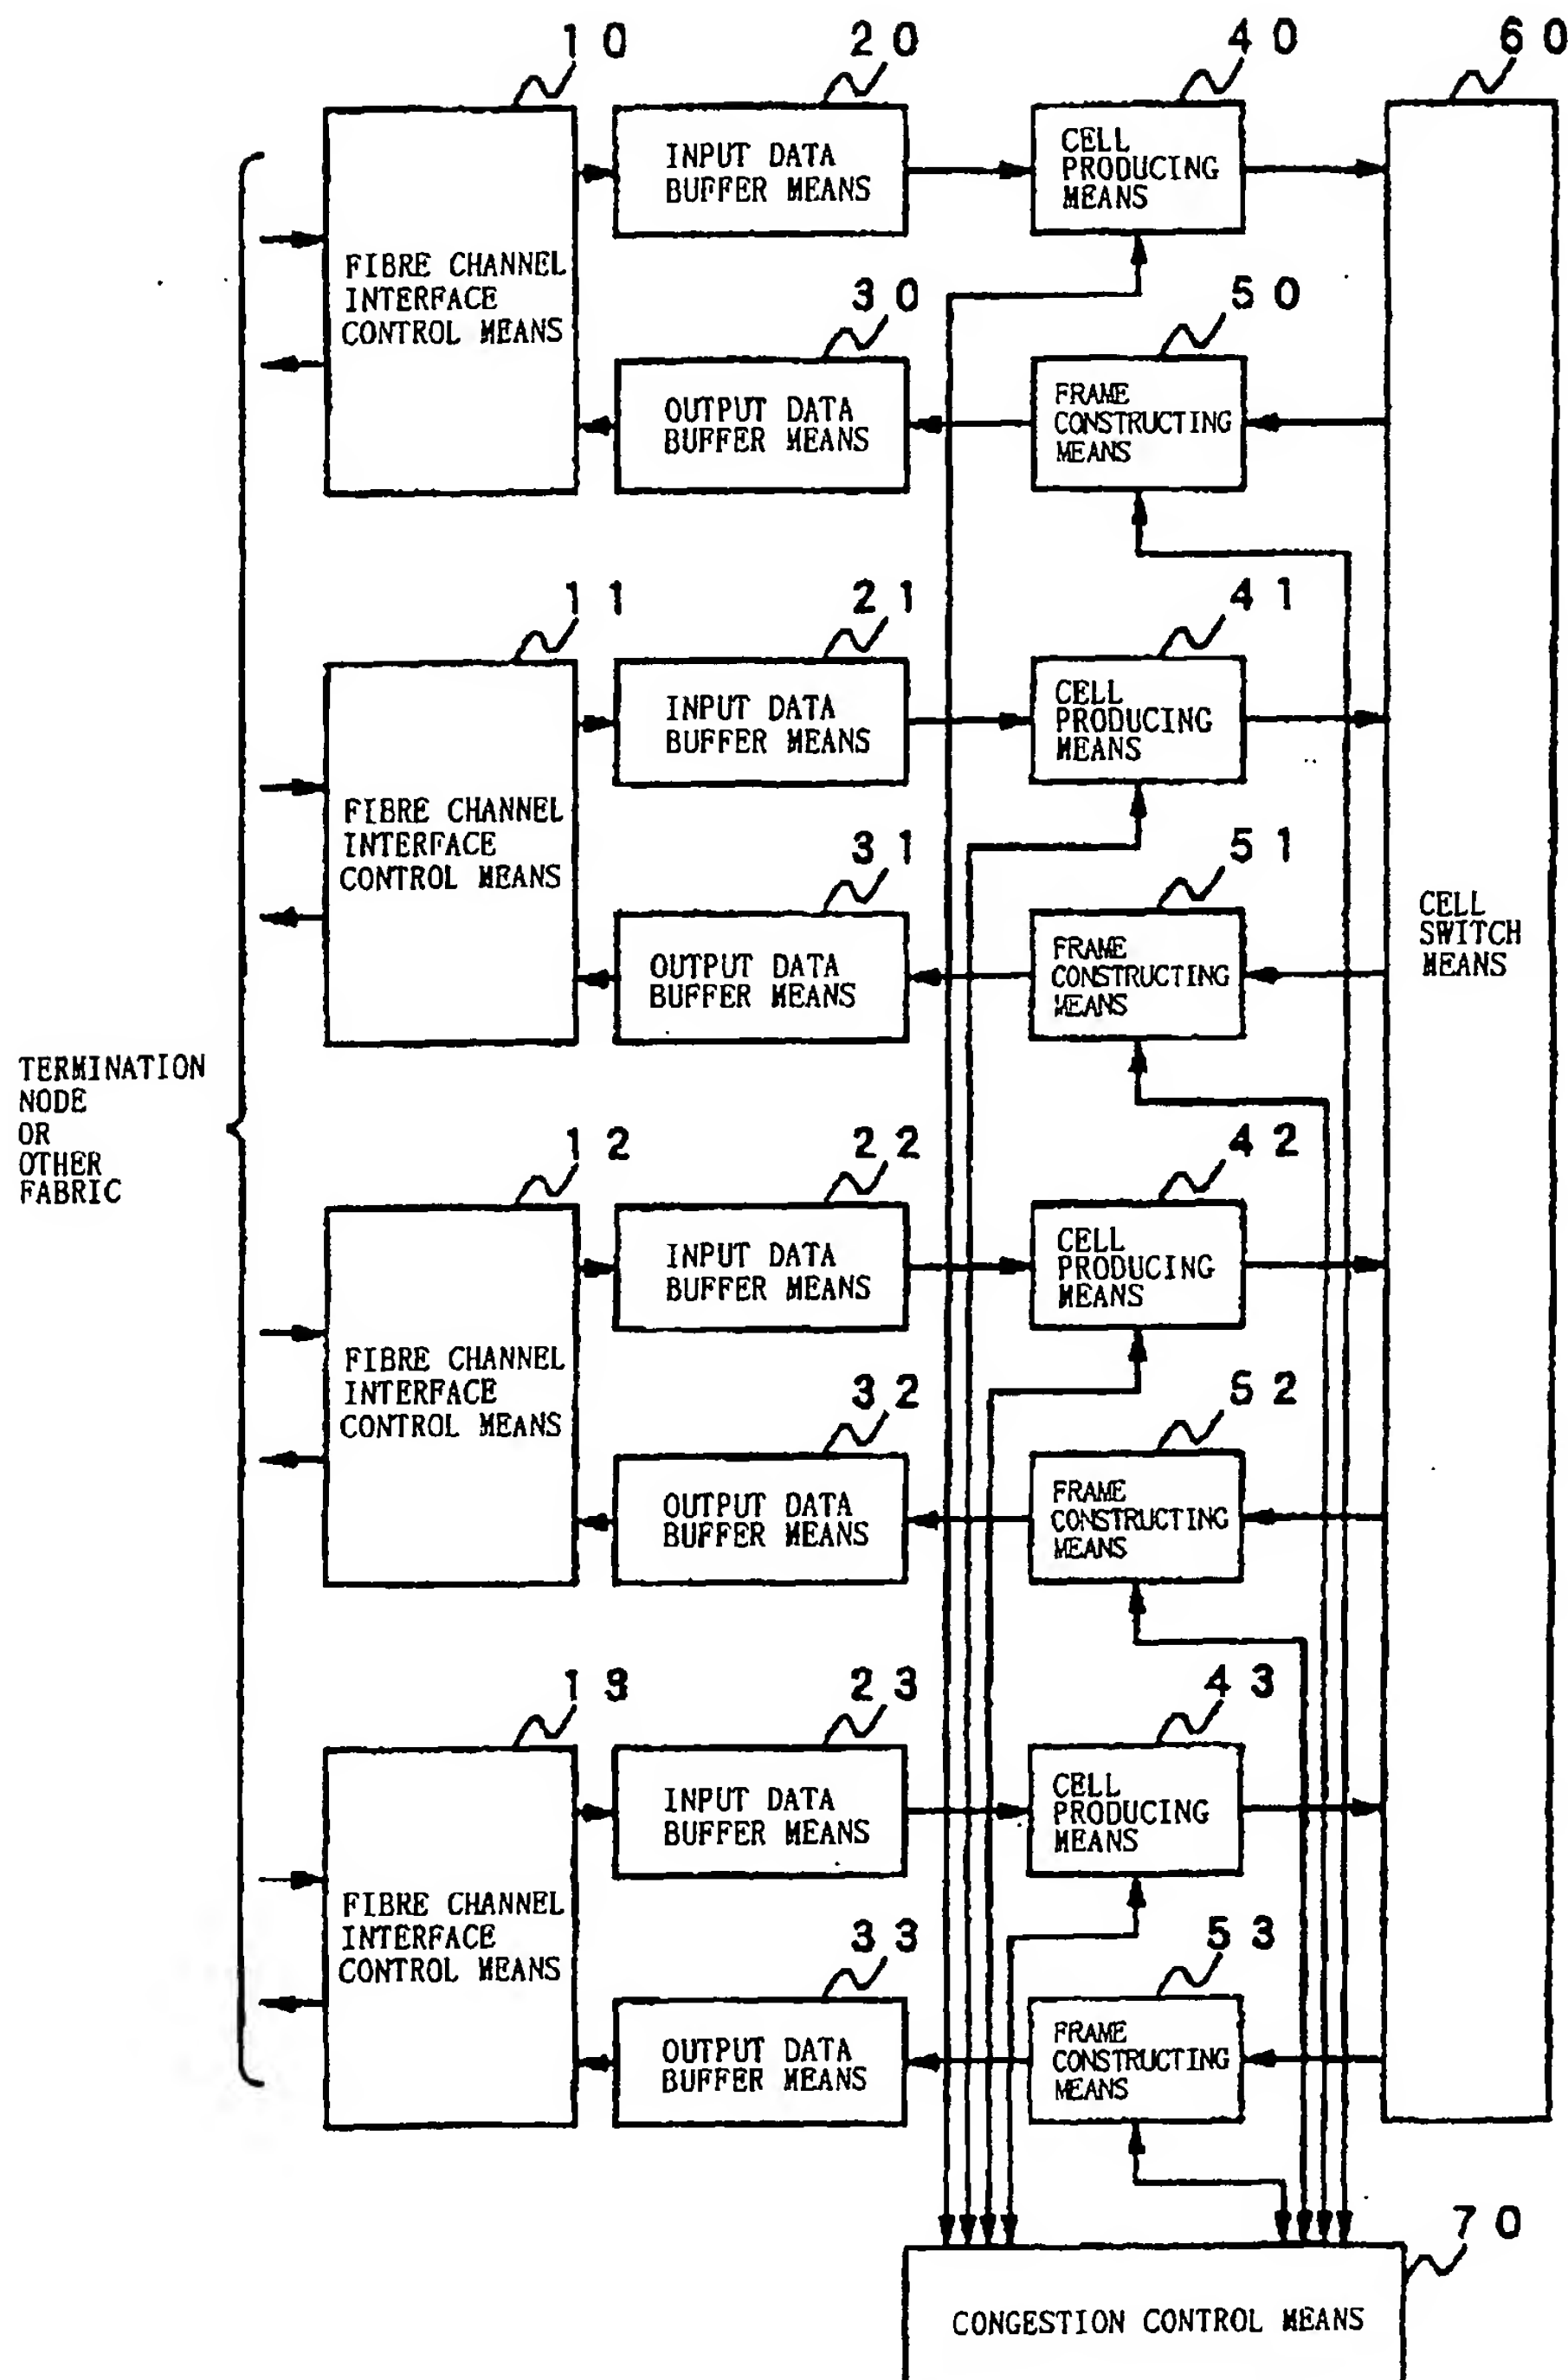 10 20 40 60
FIBRE CHANNEL
INTERFACE
CONTROL MEANS
INPUT DATA
BUFFER MEANS
CELL
PRODUCING
MEANS
30 50
OUTPUT DATA
BUFFER MEANS
FRAME
CONSTRUCTING
MEANS
11 21 41
FIBRE CHANNEL
INTERFACE
CONTROL MEANS
INPUT DATA
BUFFER MEANS
CELL
PRODUCING
MEANS
31 51
OUTPUT DATA
BUFFER MEANS
FRAME
CONSTRUCTING
MEANS
CELL
SWITCH
MEANS
TERMINATION
NODE
OR
OTHER
FABRIC
12 22 42
FIBRE CHANNEL
INTERFACE
CONTROL MEANS
INPUT DATA
BUFFER MEANS
CELL
PRODUCING
MEANS
32 52
OUTPUT DATA
BUFFER MEANS
FRAME
CONSTRUCTING
MEANS
13 23 43
FIBRE CHANNEL
INTERFACE
CONTROL MEANS
INPUT DATA
BUFFER MEANS
CELL
PRODUCING
MEANS
33 53
OUTPUT DATA
BUFFER MEANS
FRAME
CONSTRUCTING
MEANS
70
CONGESTION CONTROL MEANS